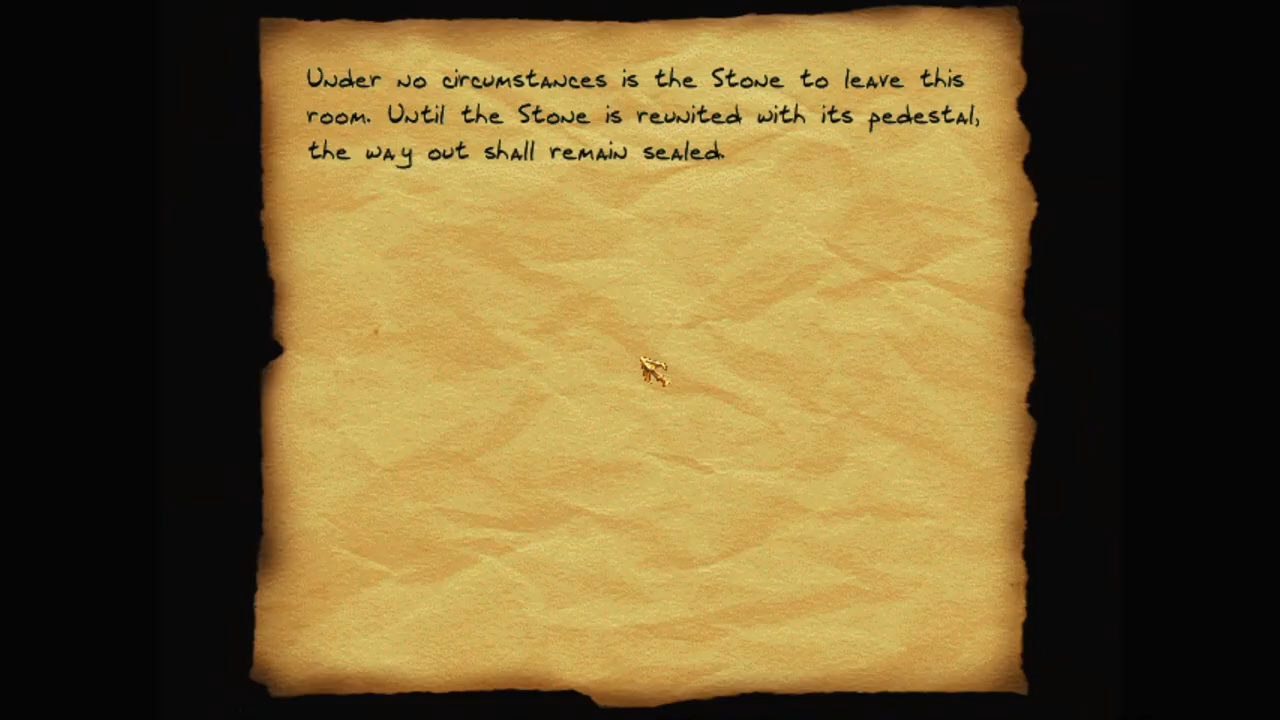 Under no circumstances is the Stone to leave this
room. Until the Stone is reunited with its pedestal,
the way out shall remain sealed.